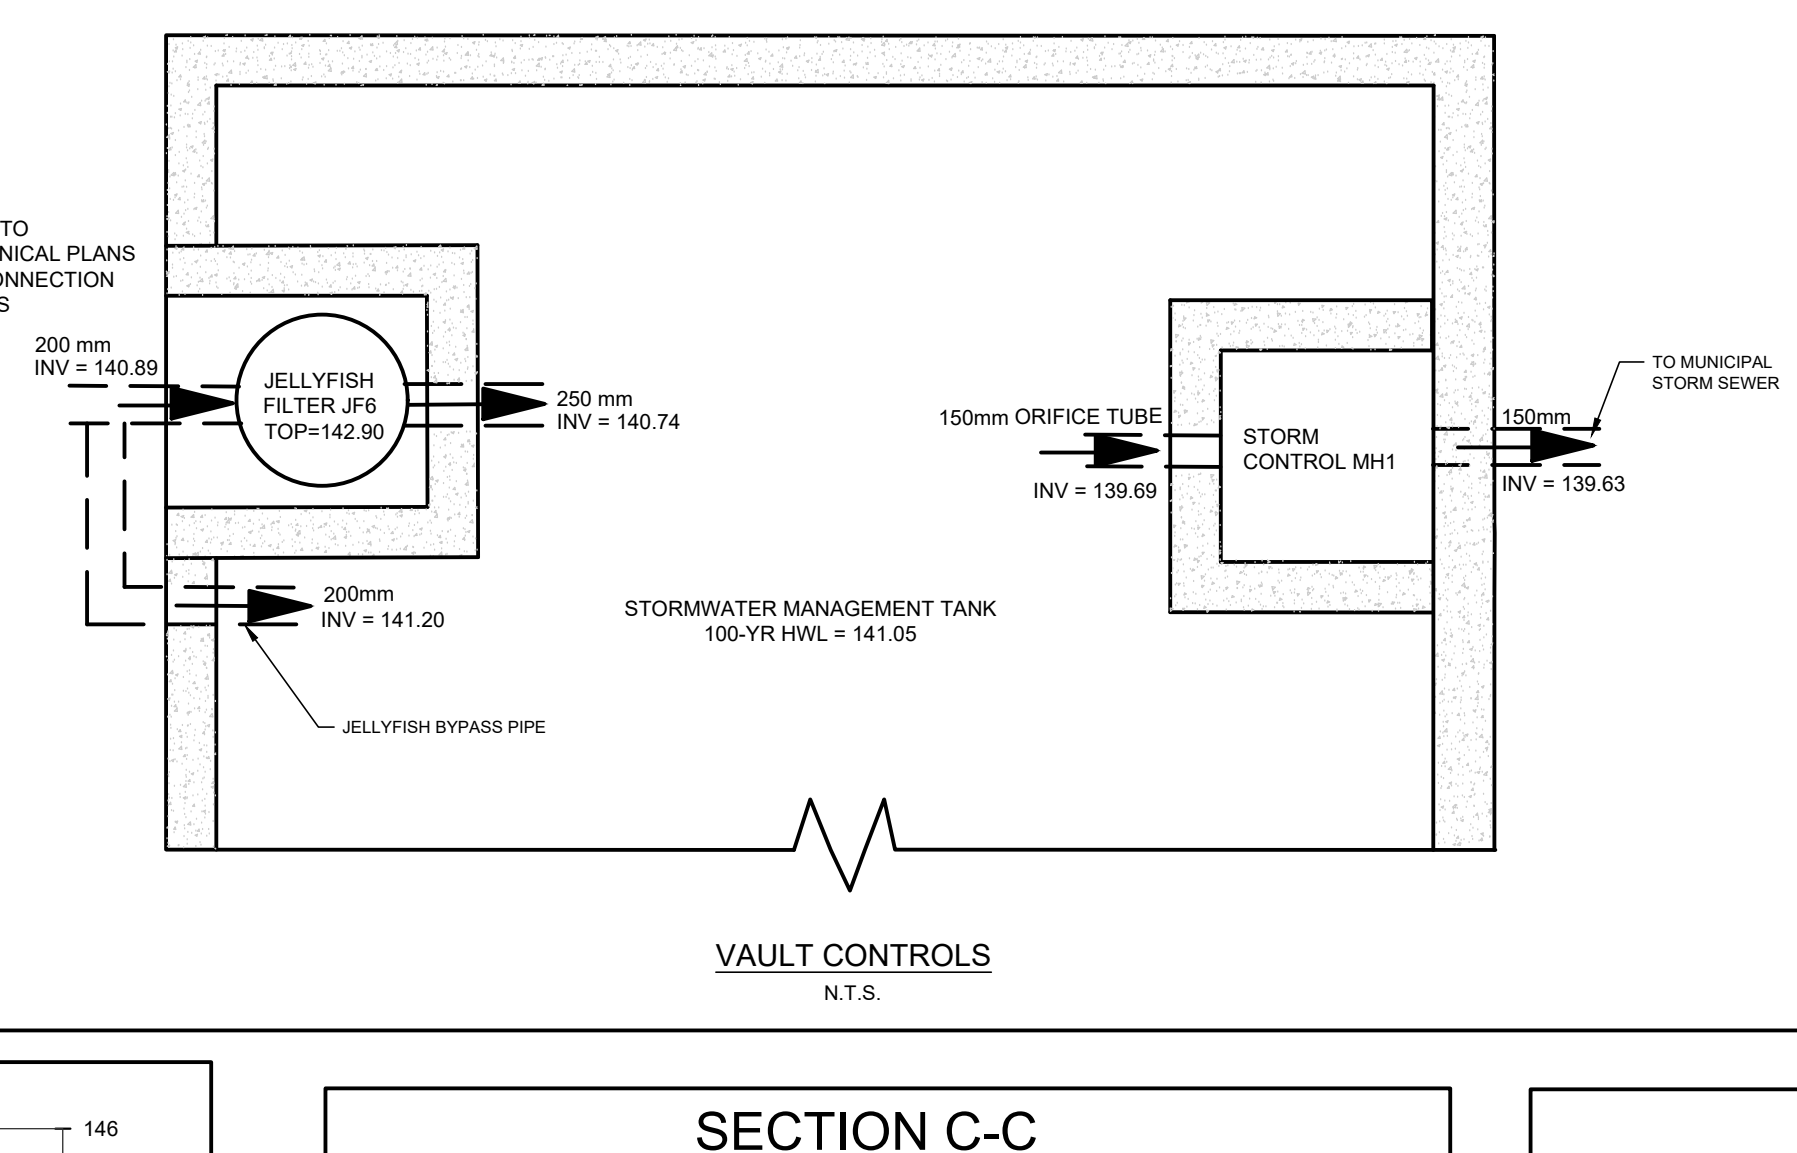 TO
NICAL PLANS
ONNECTION
S
200 mm
INV = 140.89
JELLYFISH
FILTER JF6
TOP=142.90
250 mm
INV = 140.74
200mm
INV = 141.20
JELLYFISH BYPASS PIPE
STORMWATER MANAGEMENT TANK
100-YR HWL = 141.05
150mm ORIFICE TUBE
INV = 139.69
STORM
CONTROL MH1
150mm
INV = 139.63
TO MUNICIPAL
STORM SEWER
VAULT CONTROLS
N.T.S.
146
SECTION C-C